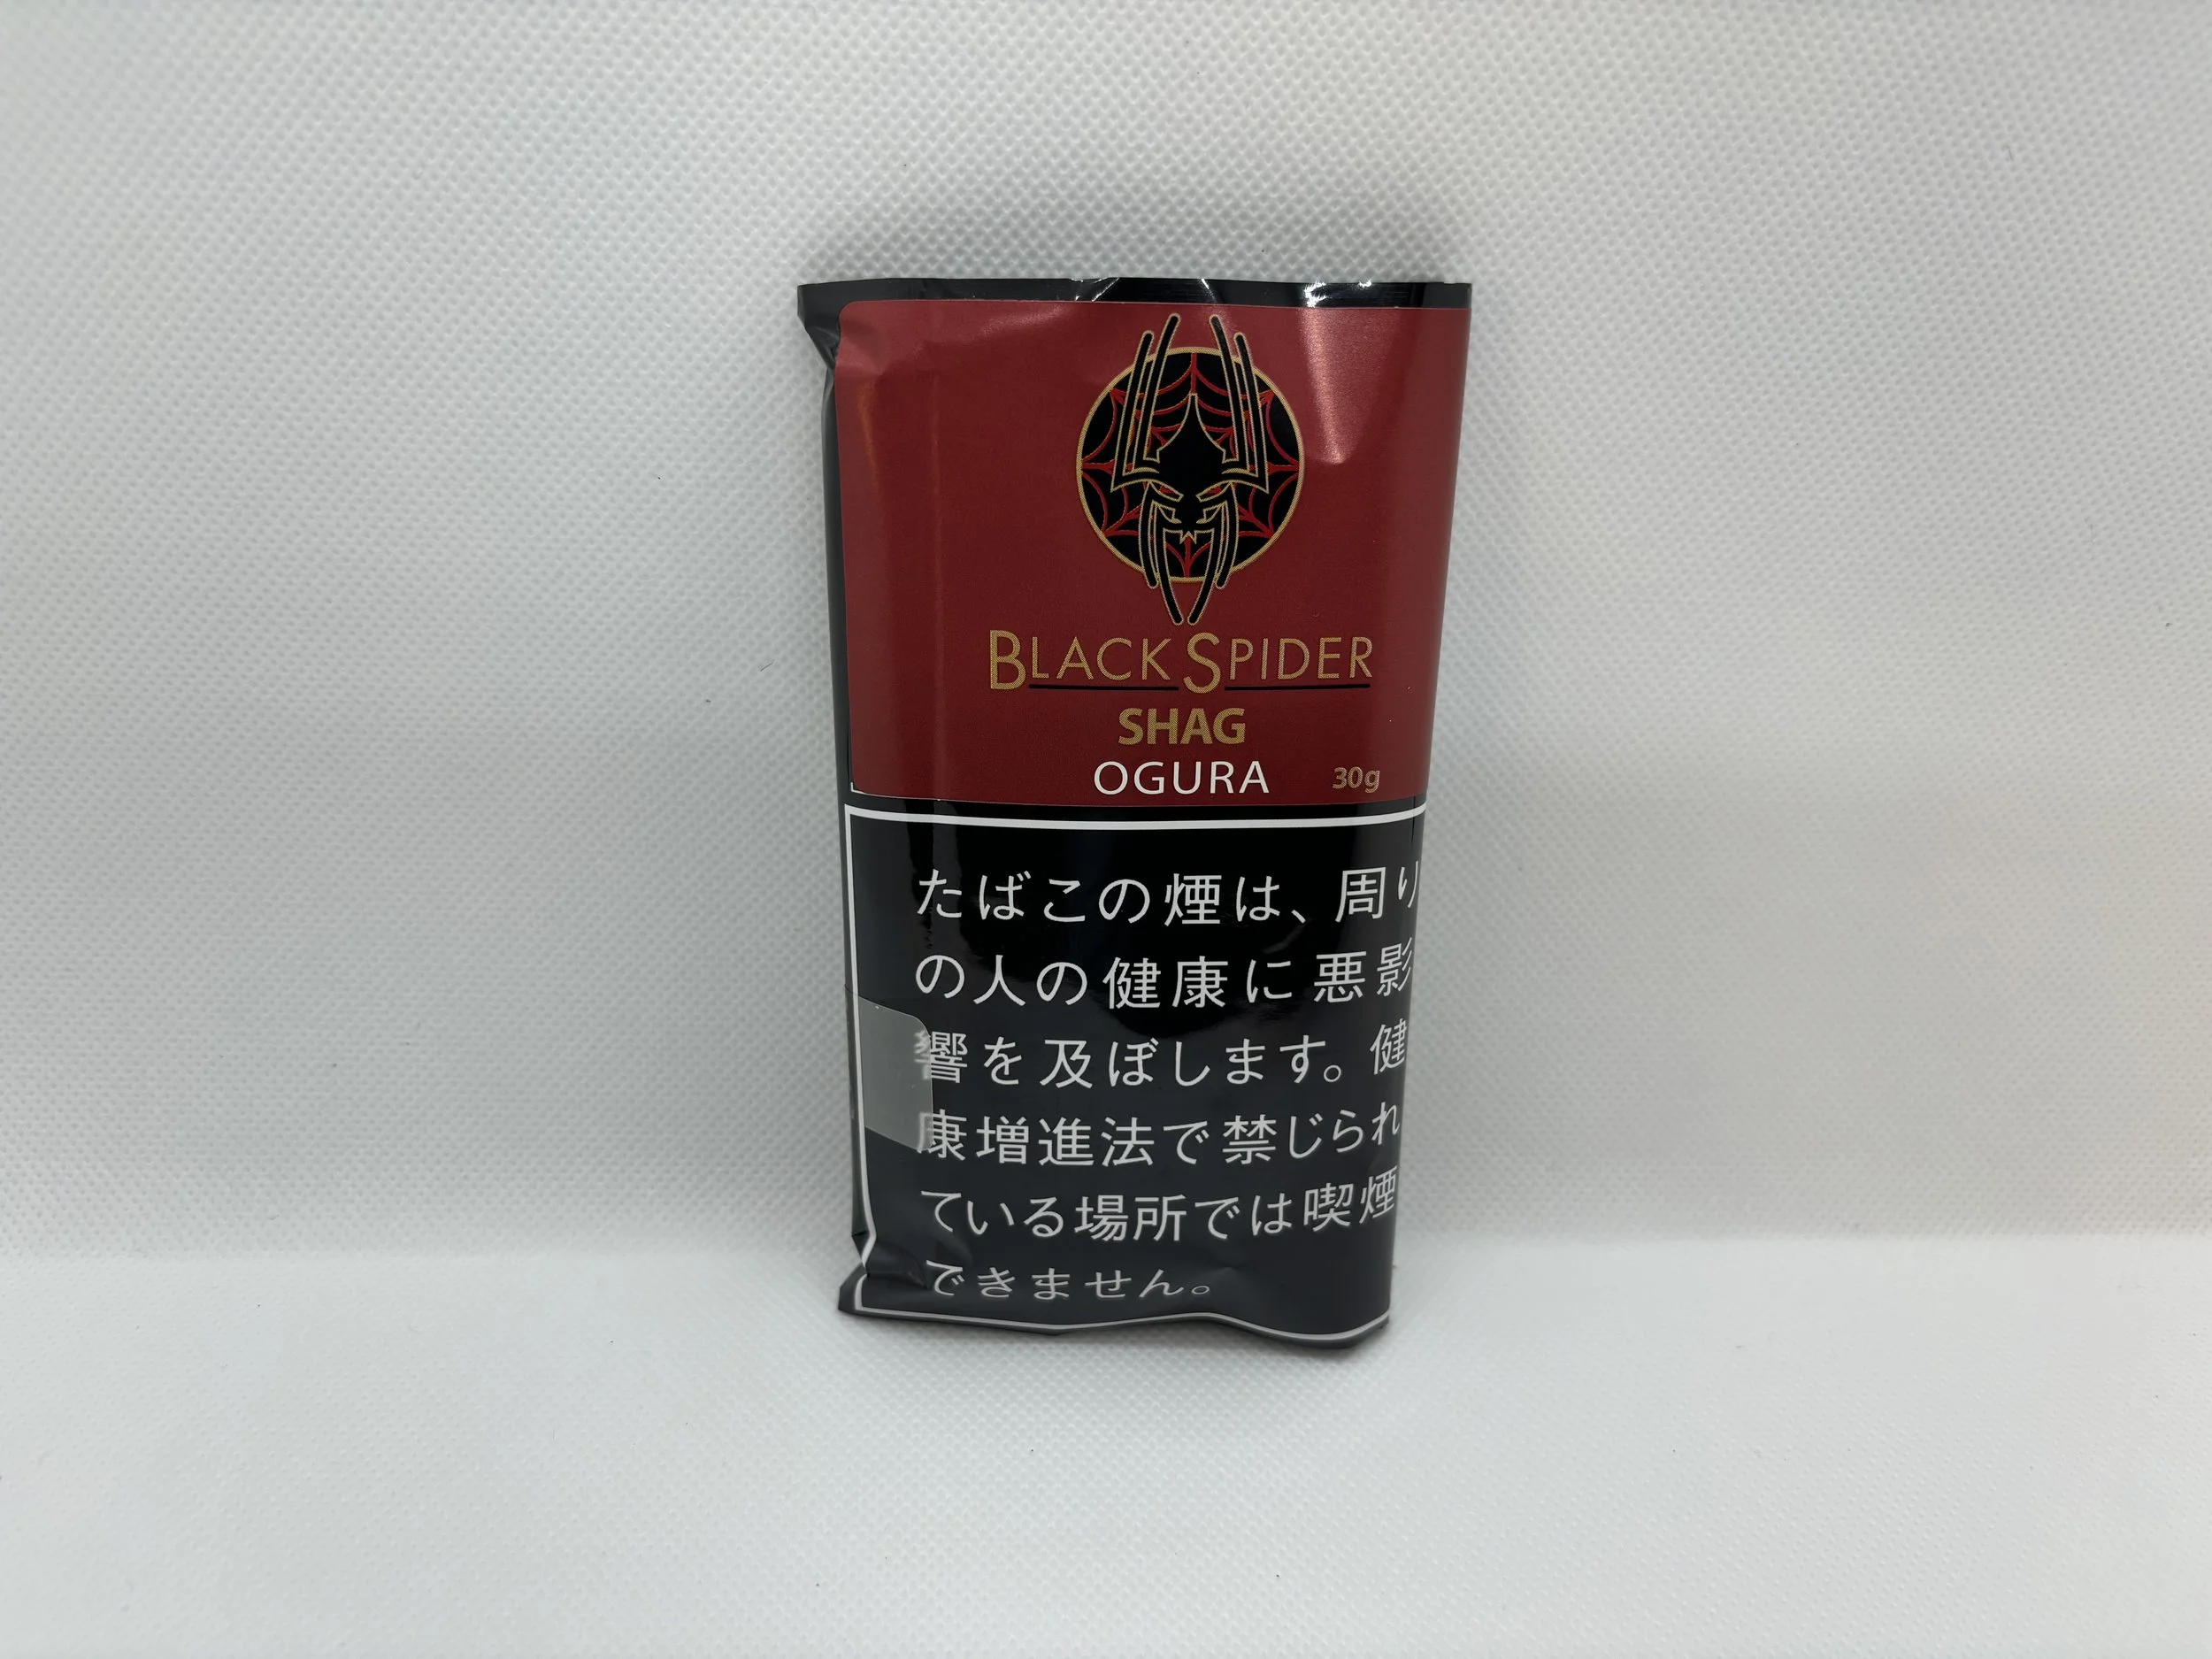 BLACK SPIDER
SHAG
OGURA
30g
たばこの煙は、周り
の人の健康に悪影
響を及ぼします。健
康増進法で禁じられ
ている場所では喫煙
できません。